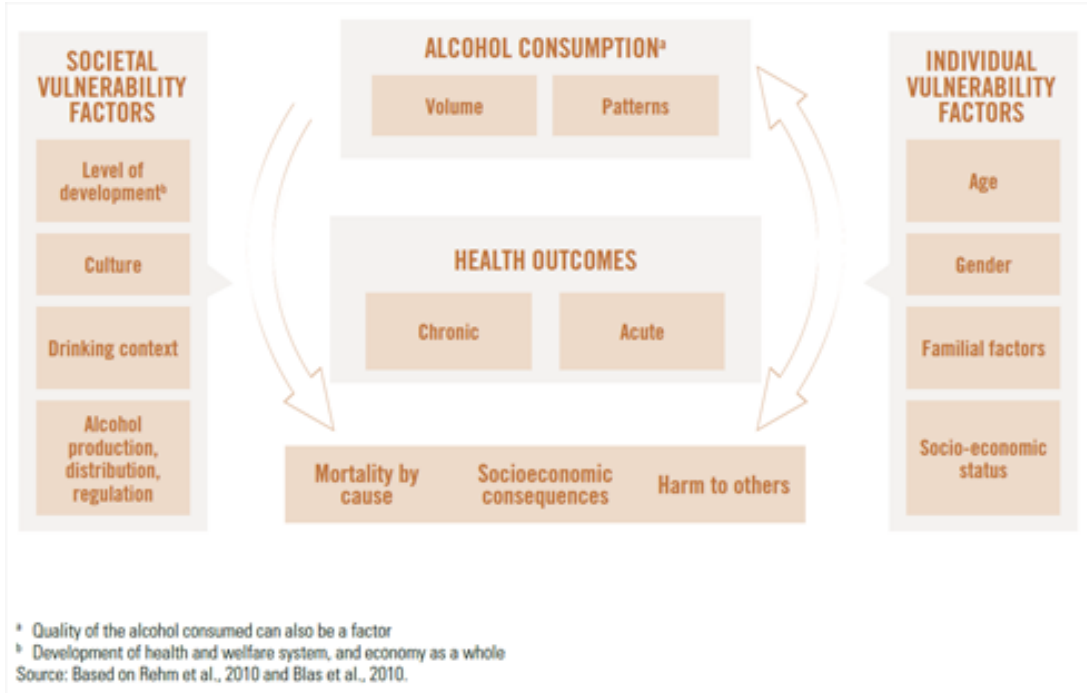 SOCIETAL
VULNERABILITY
FACTORS
Level of
development^b
Culture
Drinking context
Alcohol
production,
distribution,
regulation
ALCOHOL CONSUMPTION^a
Volume
Patterns
HEALTH OUTCOMES
Chronic
Acute
Mortality by
cause
Socioeconomic
consequences
Harm to others
INDIVIDUAL
VULNERABILITY
FACTORS
Age
Gender
Familial factors
Socio-economic
status
^a Quality of the alcohol consumed can also be a factor
^b Development of health and welfare system, and economy as a whole
Source: Based on Rehm et al., 2010 and Blas et al., 2010.